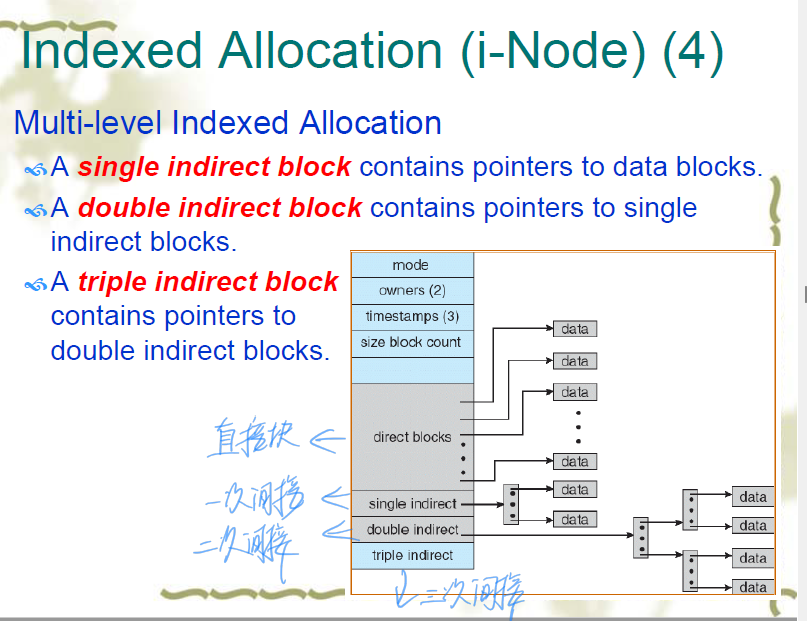 Indexed Allocation (i-Node) (4)
Multi-level Indexed Allocation
A single indirect block contains pointers to data blocks.
A double indirect block contains pointers to single
indirect blocks.
A triple indirect block
contains pointers to
double indirect blocks.
mode
owners (2)
timestamps (3)
size block count
direct blocks
single indirect
double indirect
triple indirect
data
data
data
data
data
data
data
data
data
data
直接块
一次间接
二次间接
三次间接